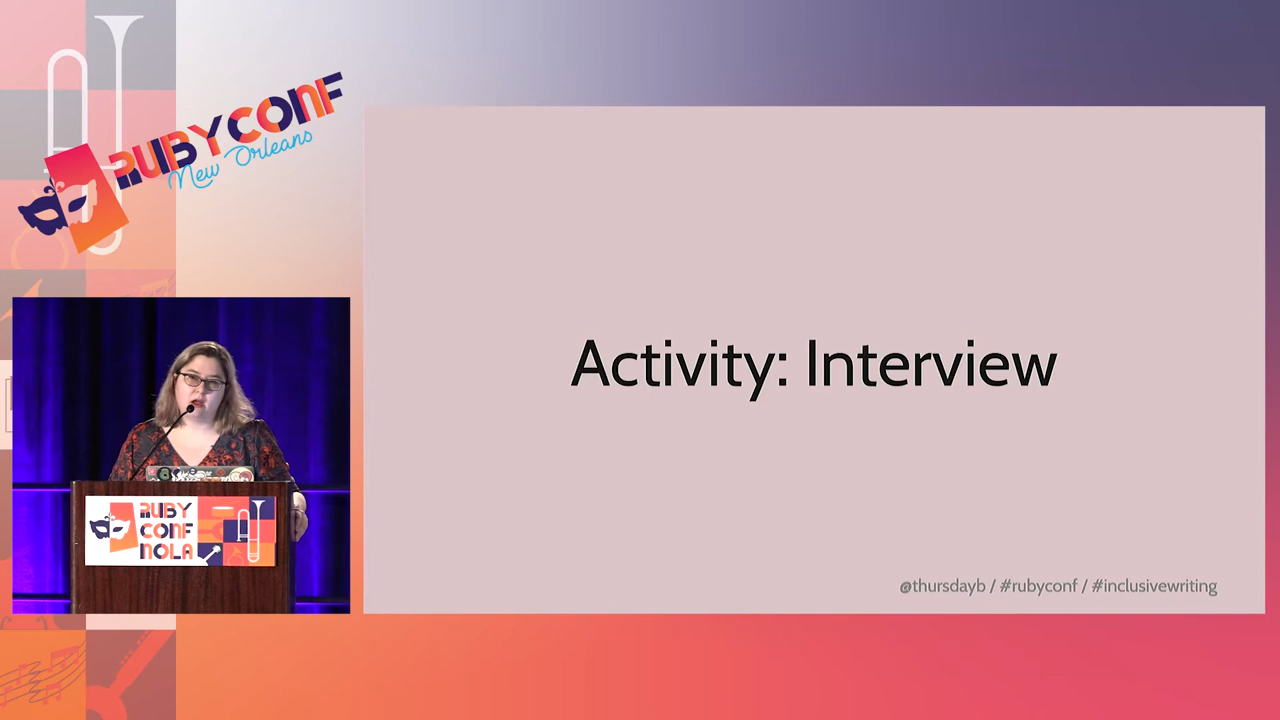 RUBYCONF
New Orleans
Activity: Interview
RUBY
CONF
NOLA
@thursdayb / #rubyconf / #inclusivewriting